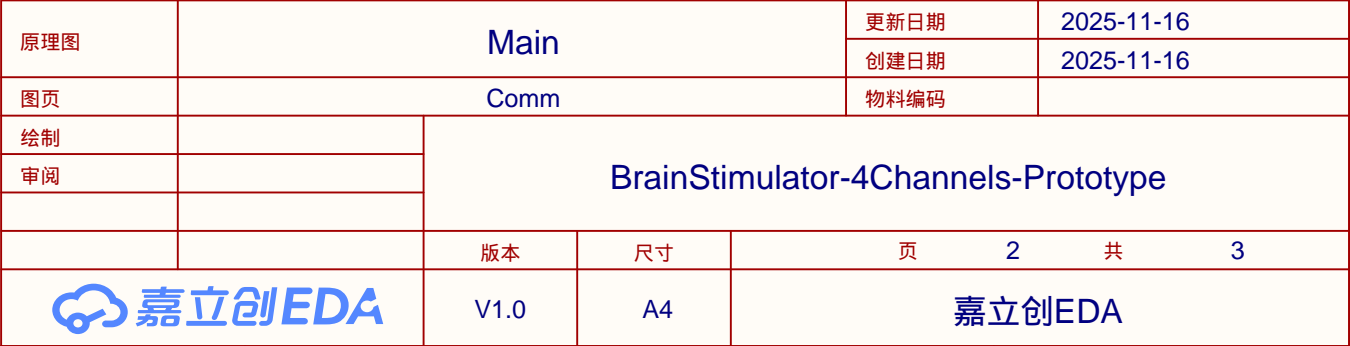 原理图
Main
更新日期
2025-11-16
创建日期
2025-11-16
图页
Comm
物料编码
绘制
审阅
BrainStimulator-4Channels-Prototype
版本
尺寸
页 2 共 3
嘉立创EDA
V1.0
A4
嘉立创EDA